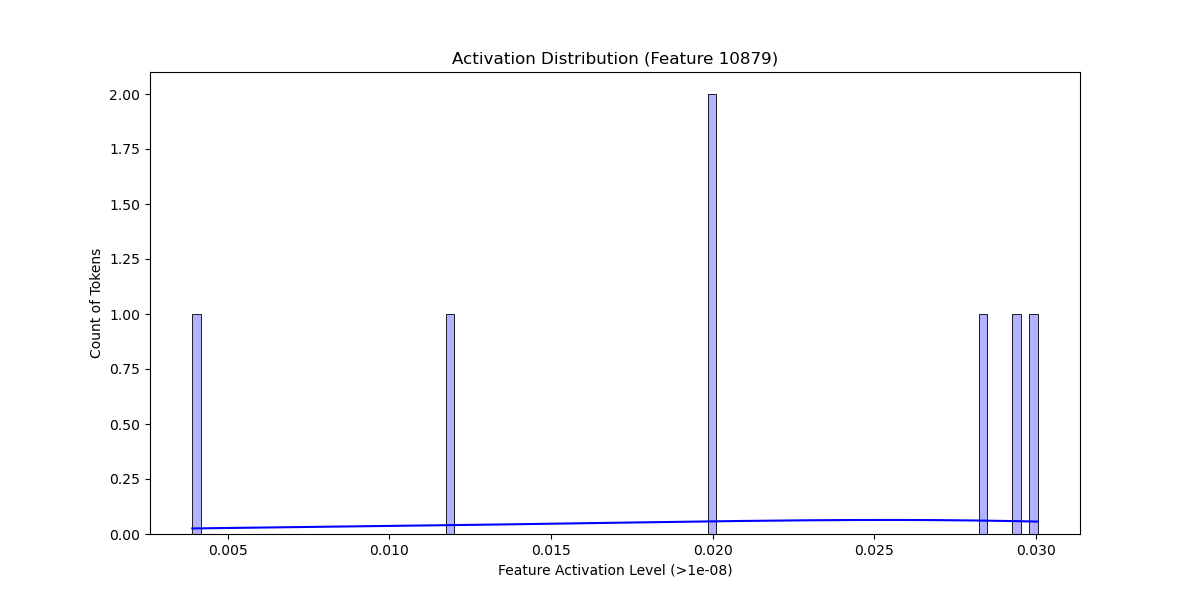 Activation Distribution (Feature 10879)
Count of Tokens
2.00
1.75
1.50
1.25
1.00
0.75
0.50
0.25
0.00
0.005 0.010 0.015 0.020 0.025 0.030
Feature Activation Level (>1e-08)